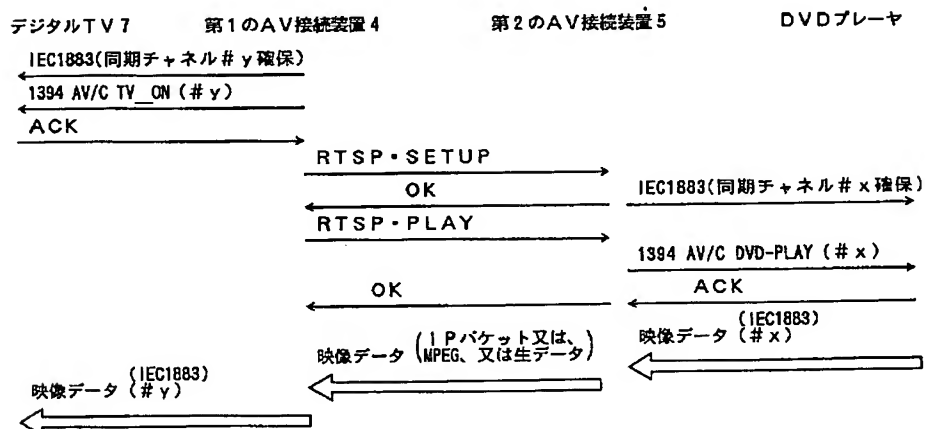 デジタルTV7 第1のAV接続装置4 第2のAV接続装置5 DVDプレーヤ
IEC1883(同期チャネル#y確保)
1394 AV/C TV_ON (#y)
ACK
RTSP・SETUP
OK
IEC1883(同期チャネル#x確保)
RTSP・PLAY
1394 AV/C DVD-PLAY (#x)
OK
ACK
映像データ (IEC1883) (#x)
映像データ (IPパケット又は、MPEG、又は生データ)
映像データ (IEC1883) (#y)